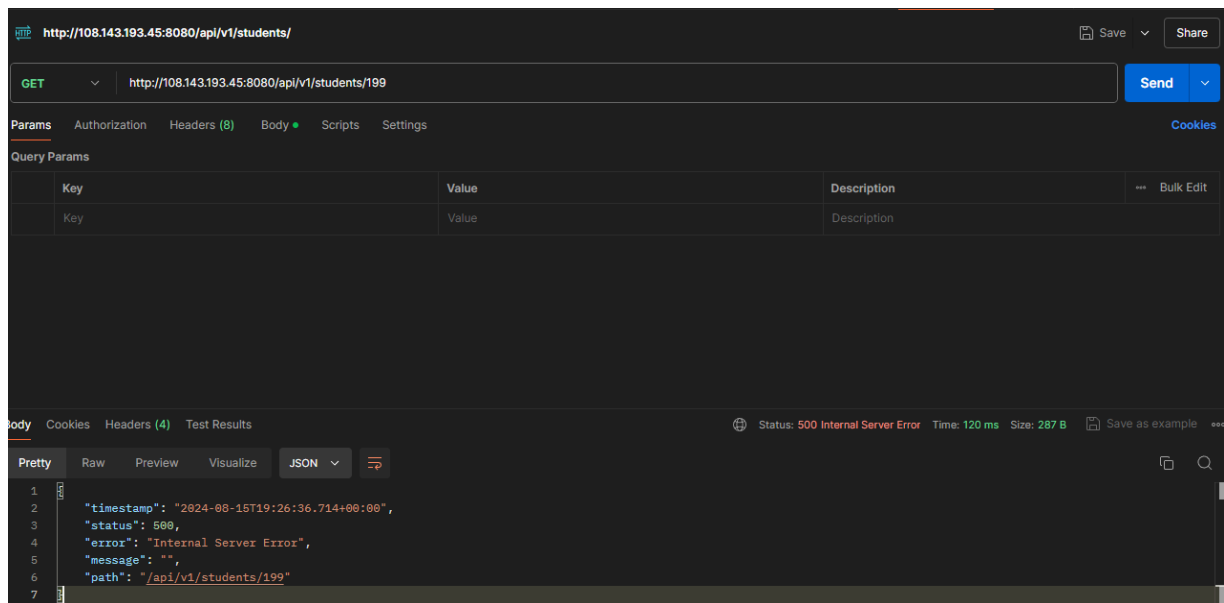 HTTP http://108.143.193.45:8080/api/v1/students/ Save Share
GET http://108.143.193.45:8080/api/v1/students/199 Send
Params Authorization Headers (8) Body Scripts Settings Cookies
Query Params
Key Value Description Bulk Edit
Key Value Description
Body Cookies Headers (4) Test Results Status: 500 Internal Server Error Time: 120 ms Size: 287 B Save as example
Pretty Raw Preview Visualize JSON
1 {
2 "timestamp": "2024-08-15T19:26:36.714+00:00",
3 "status": 500,
4 "error": "Internal Server Error",
5 "message": "",
6 "path": "/api/v1/students/199"
7 }